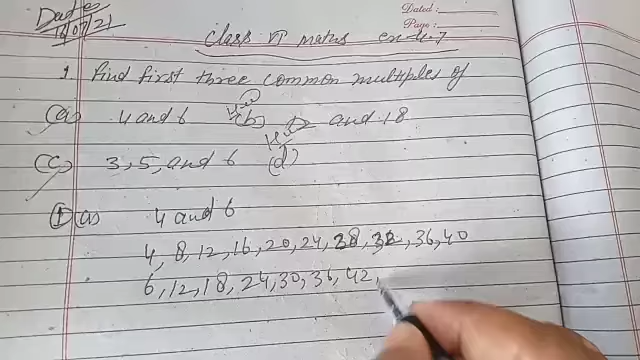 Date
16/07/21
Dated:
Page:
Class VI maths ex-4.7
1. Find first three common multiples of
(a) 4 and 6 H.W (b) 12 and 18
(c) 3, 5, and 6 H.W (d)
(1) (a) 4 and 6
4, 8, 12, 16, 20, 24, 28, 32, 36, 40
6, 12, 18, 24, 30, 36, 42,